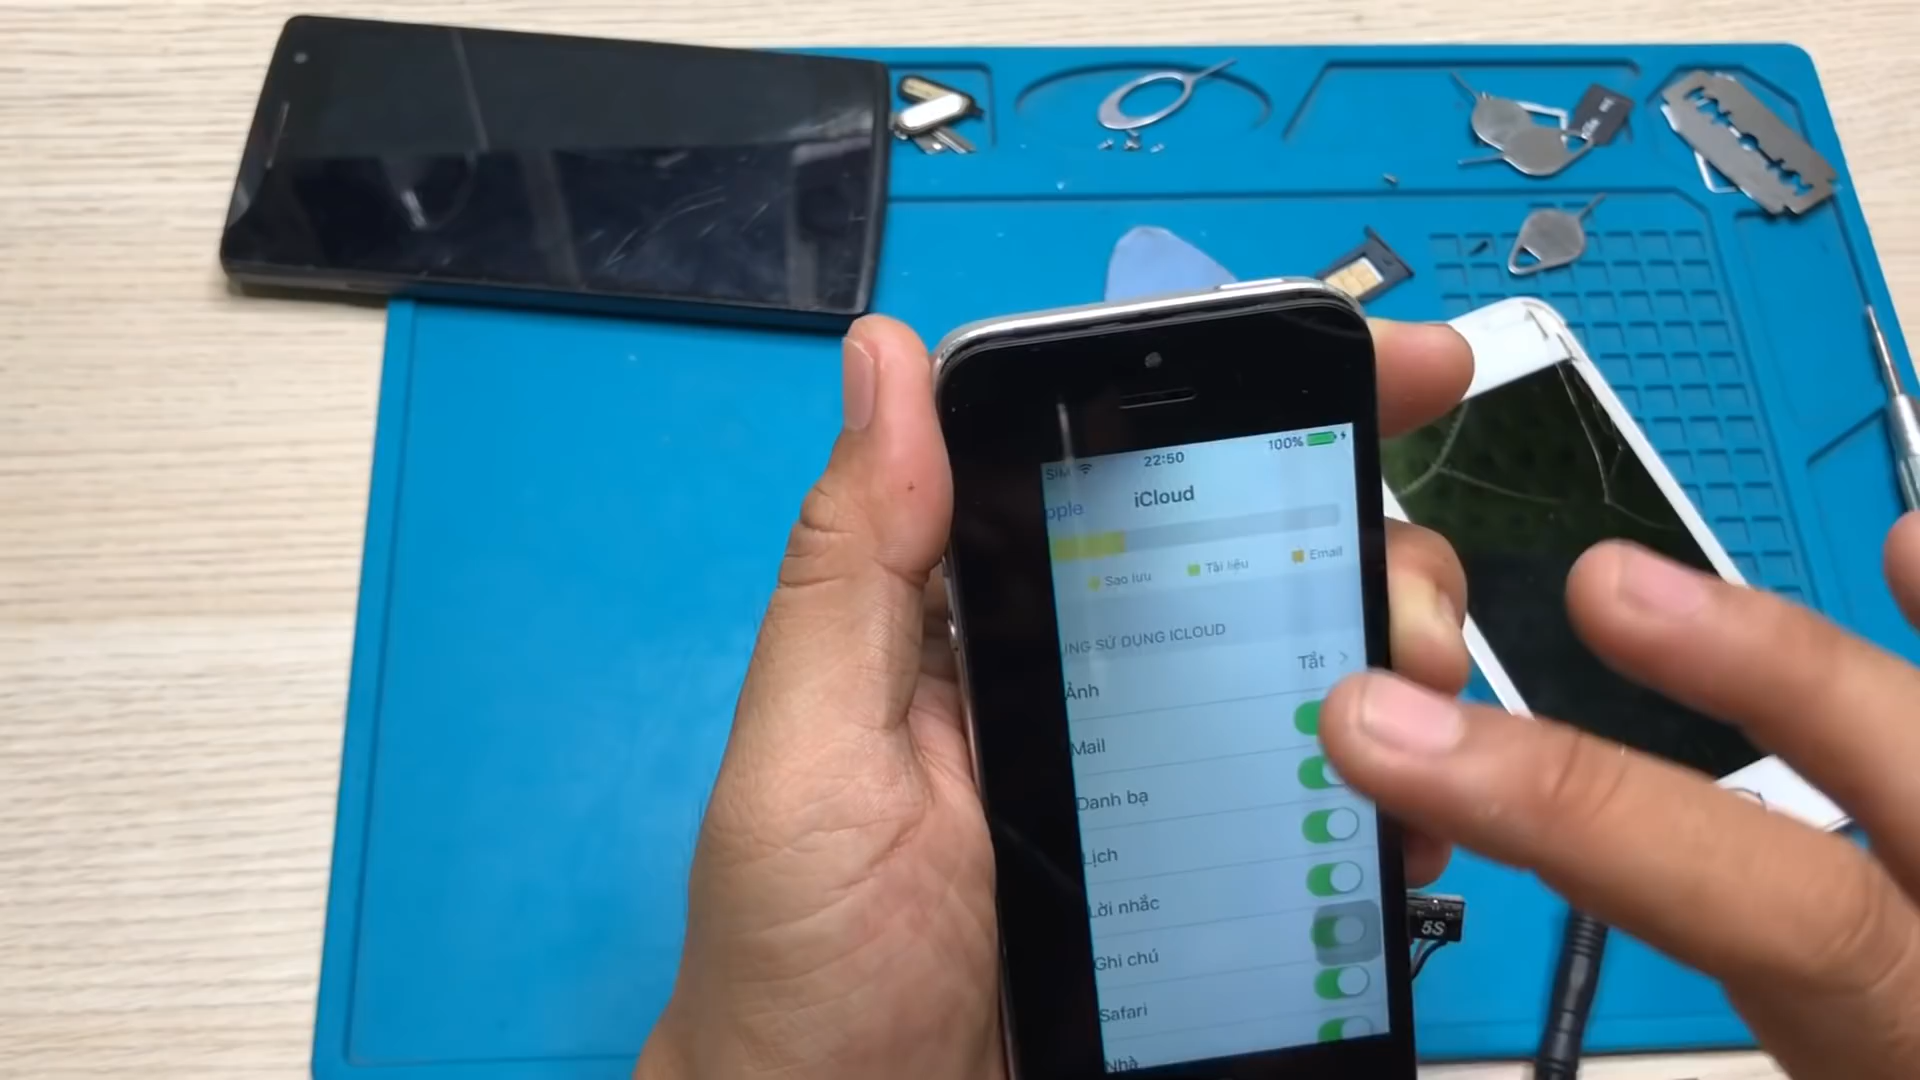 SIM 22:50 100%
pple iCloud
Sao lưu Tài liệu Email
NG SỬ DỤNG ICLOUD
Ảnh Tắt
Mail
Danh bạ
Lịch
Lời nhắc
Ghi chú
Safari
Nhà
5S